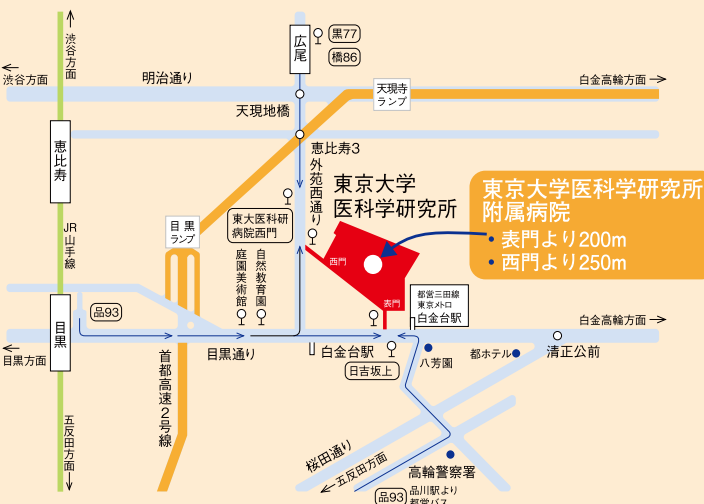 渋谷方面
渋谷方面
明治通り
広尾
黒77
橋86
天現寺
ランプ
白金高輪方面
天現地橋
恵比寿
恵比寿3
外苑西通り
東京大学
医科学研究所
東京大学医科学研究所
附属病院
・表門より200m
・西門より250m
目黒
ランプ
東大医科研
病院西門
JR
山手線
庭園美術館
自然教育園
西門
表門
都営三田線
東京メトロ
白金台駅
品93
目黒
目黒方面
目黒通り
白金台駅
日吉坂上
八芳園
都ホテル
清正公前
白金高輪方面
首都高速2号線
五反田方面
桜田通り
五反田方面
高輪警察署
品93
品川駅より
都営バス